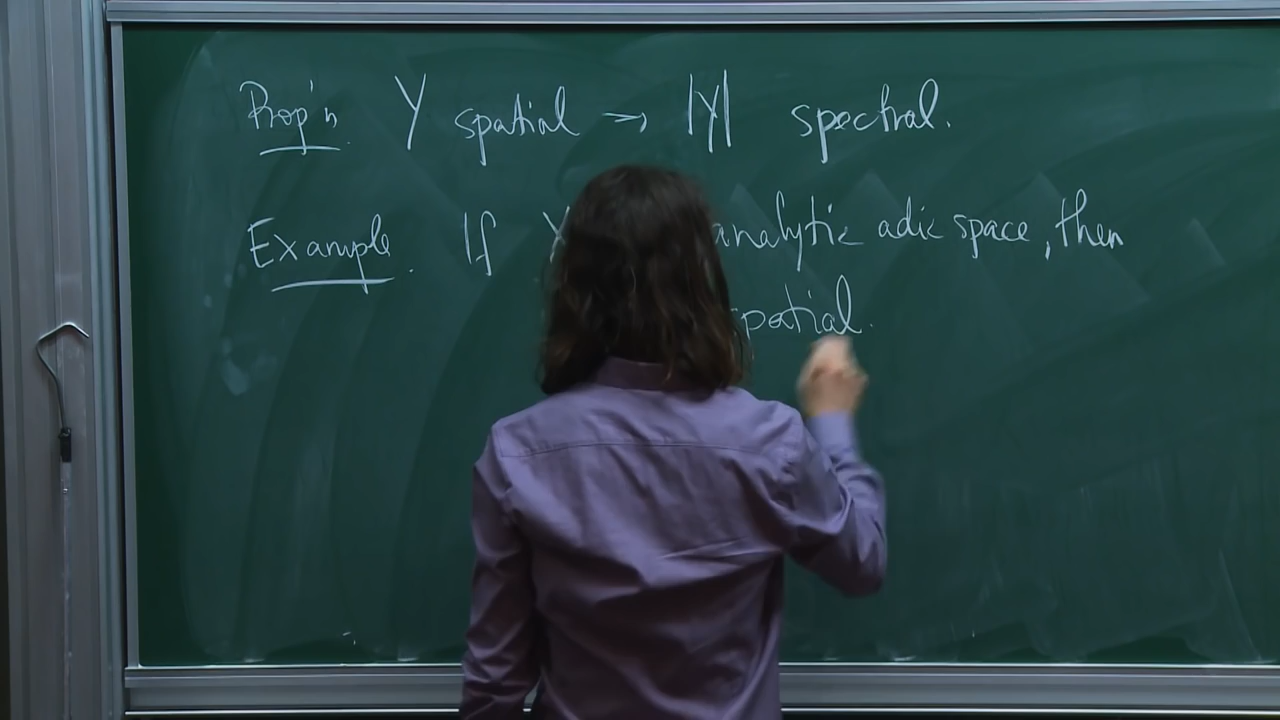 Prop'n Y spatial → |Y| spectral.
Example. If analytic adic space, then
spatial.